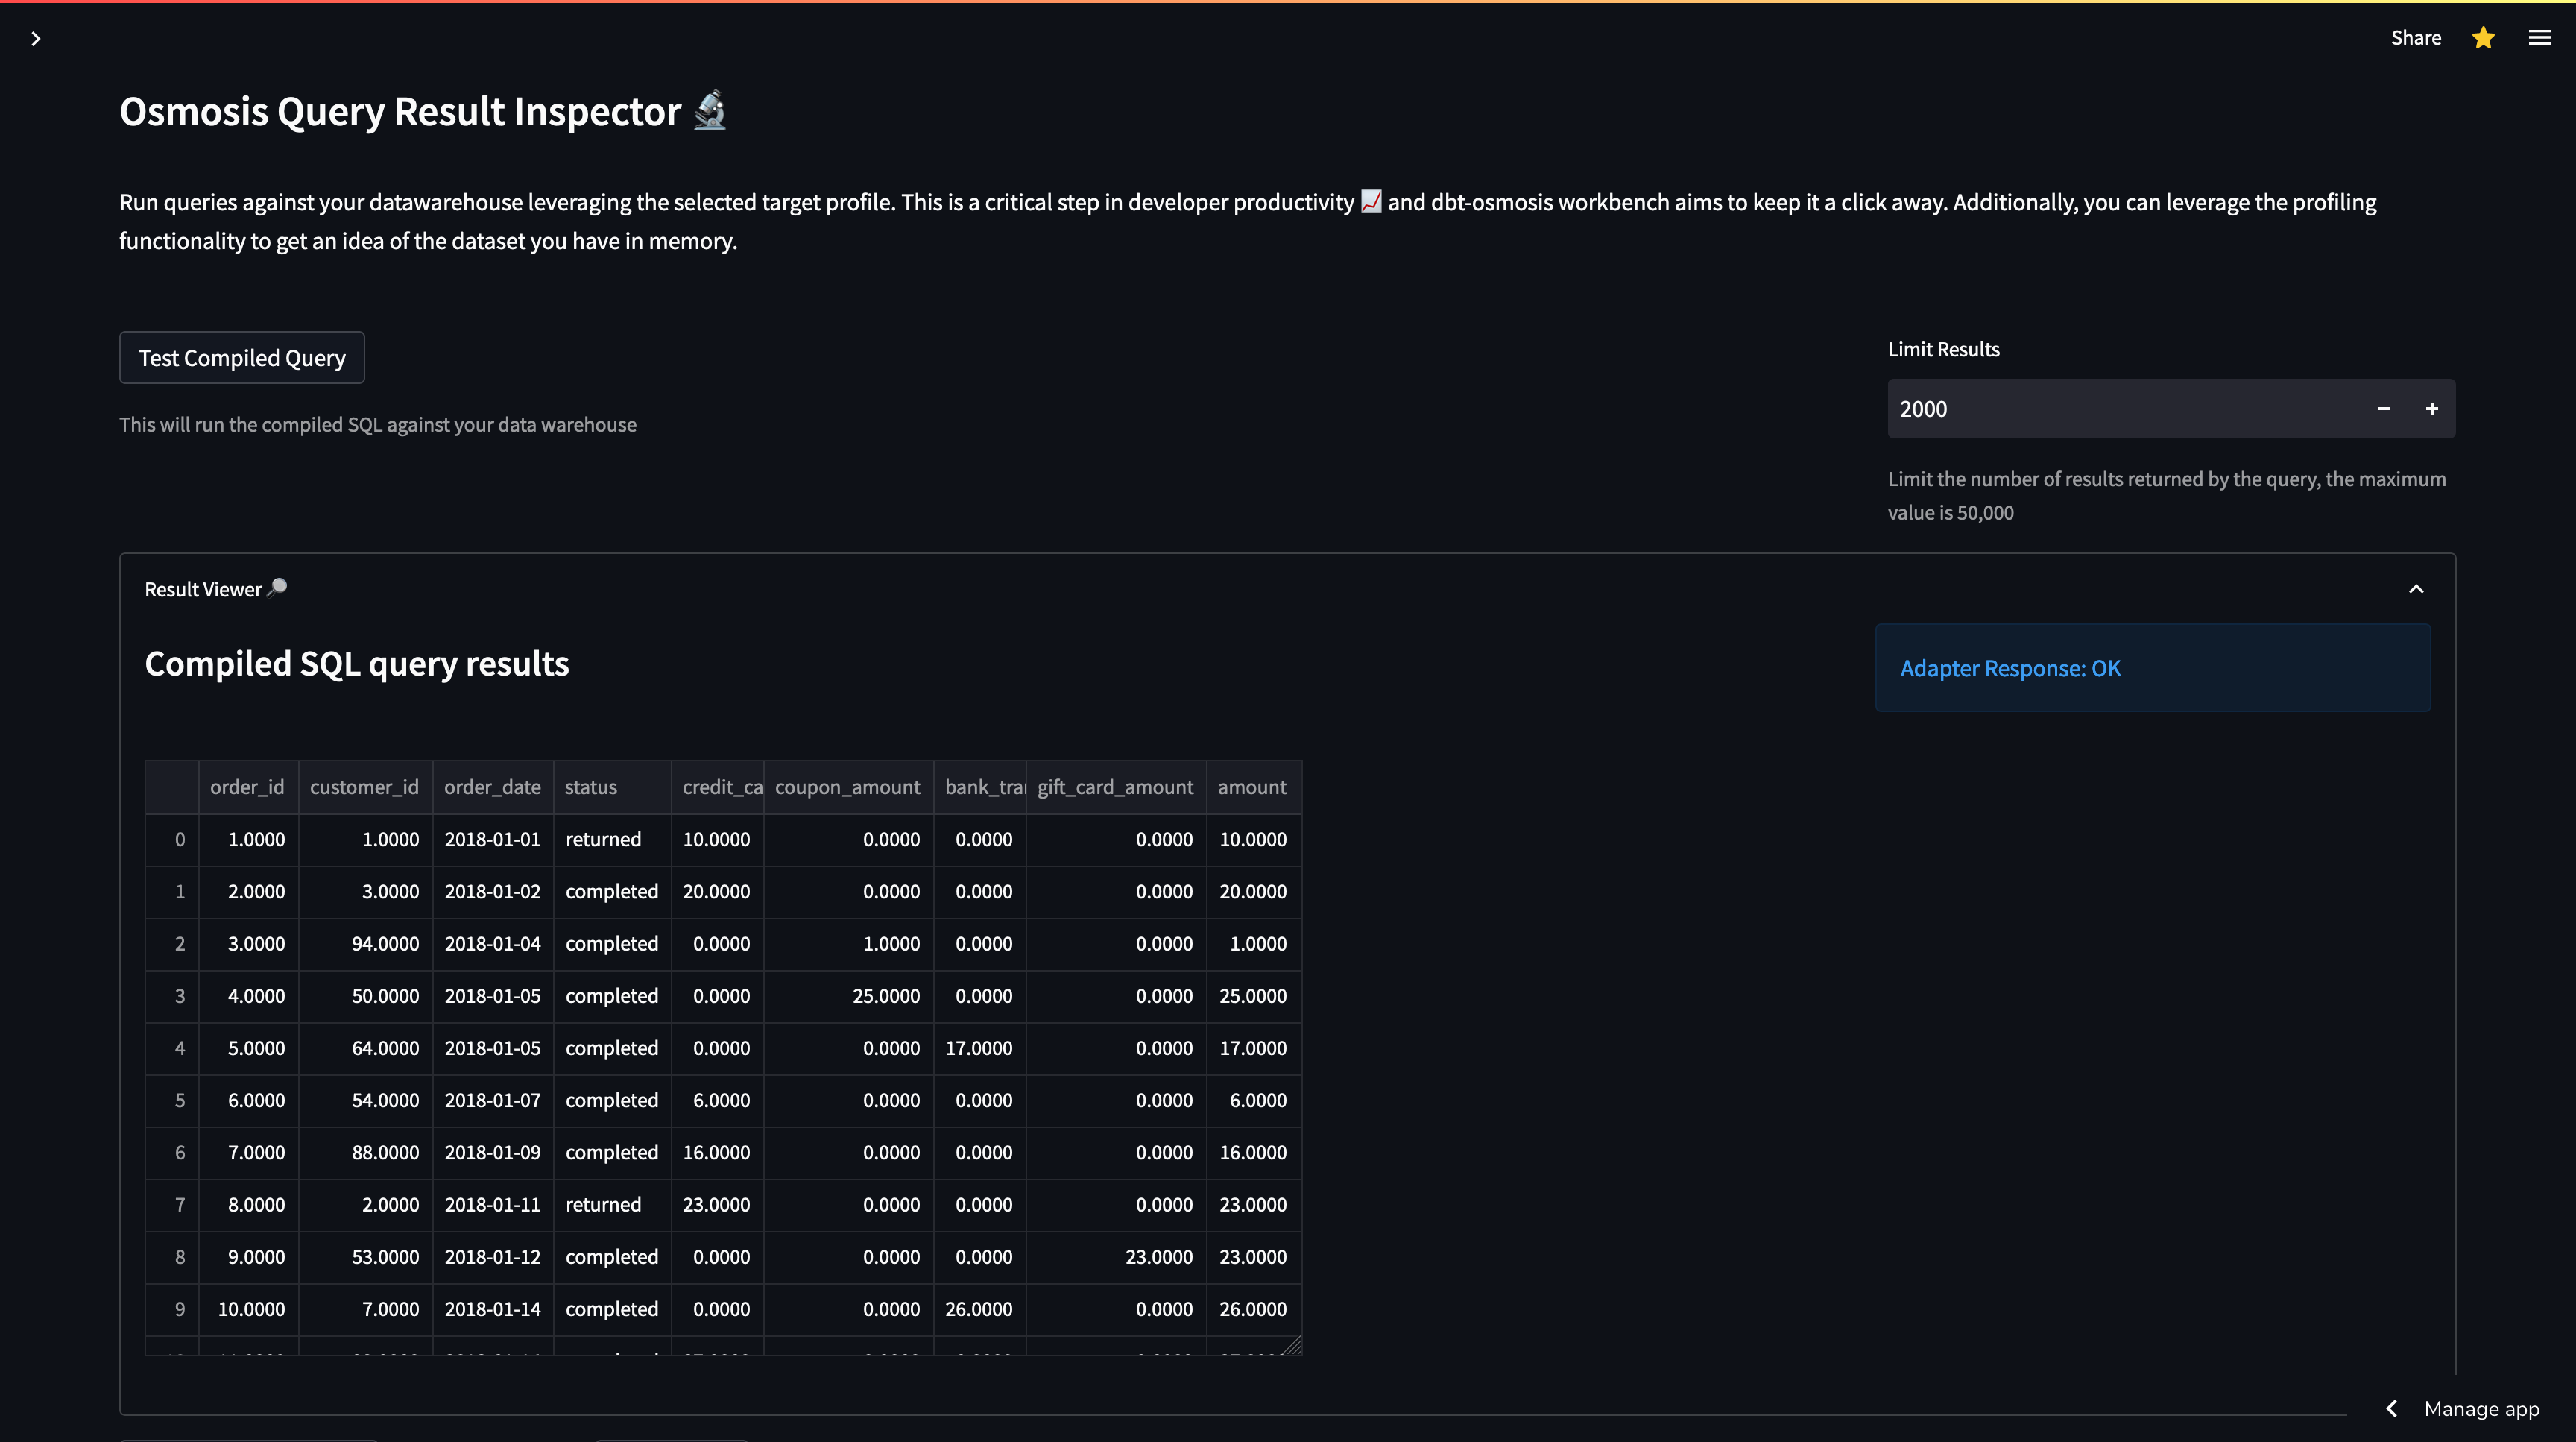 Share
Osmosis Query Result Inspector
Run queries against your datawarehouse leveraging the selected target profile. This is a critical step in developer productivity and dbt-osmosis workbench aims to keep it a click away. Additionally, you can leverage the profiling
functionality to get an idea of the dataset you have in memory.
Test Compiled Query
This will run the compiled SQL against your data warehouse
Limit Results
2000
Limit the number of results returned by the query, the maximum
value is 50,000
Result Viewer
Compiled SQL query results
Adapter Response: OK
order_id customer_id order_date status credit_ca coupon_amount bank_tra gift_card_amount amount
0 1.0000 1.0000 2018-01-01 returned 10.0000 0.0000 0.0000 0.0000 10.0000
1 2.0000 3.0000 2018-01-02 completed 20.0000 0.0000 0.0000 0.0000 20.0000
2 3.0000 94.0000 2018-01-04 completed 0.0000 1.0000 0.0000 0.0000 1.0000
3 4.0000 50.0000 2018-01-05 completed 0.0000 25.0000 0.0000 0.0000 25.0000
4 5.0000 64.0000 2018-01-05 completed 0.0000 0.0000 17.0000 0.0000 17.0000
5 6.0000 54.0000 2018-01-07 completed 6.0000 0.0000 0.0000 0.0000 6.0000
6 7.0000 88.0000 2018-01-09 completed 16.0000 0.0000 0.0000 0.0000 16.0000
7 8.0000 2.0000 2018-01-11 returned 23.0000 0.0000 0.0000 0.0000 23.0000
8 9.0000 53.0000 2018-01-12 completed 0.0000 0.0000 0.0000 23.0000 23.0000
9 10.0000 7.0000 2018-01-14 completed 0.0000 0.0000 26.0000 0.0000 26.0000
Manage app